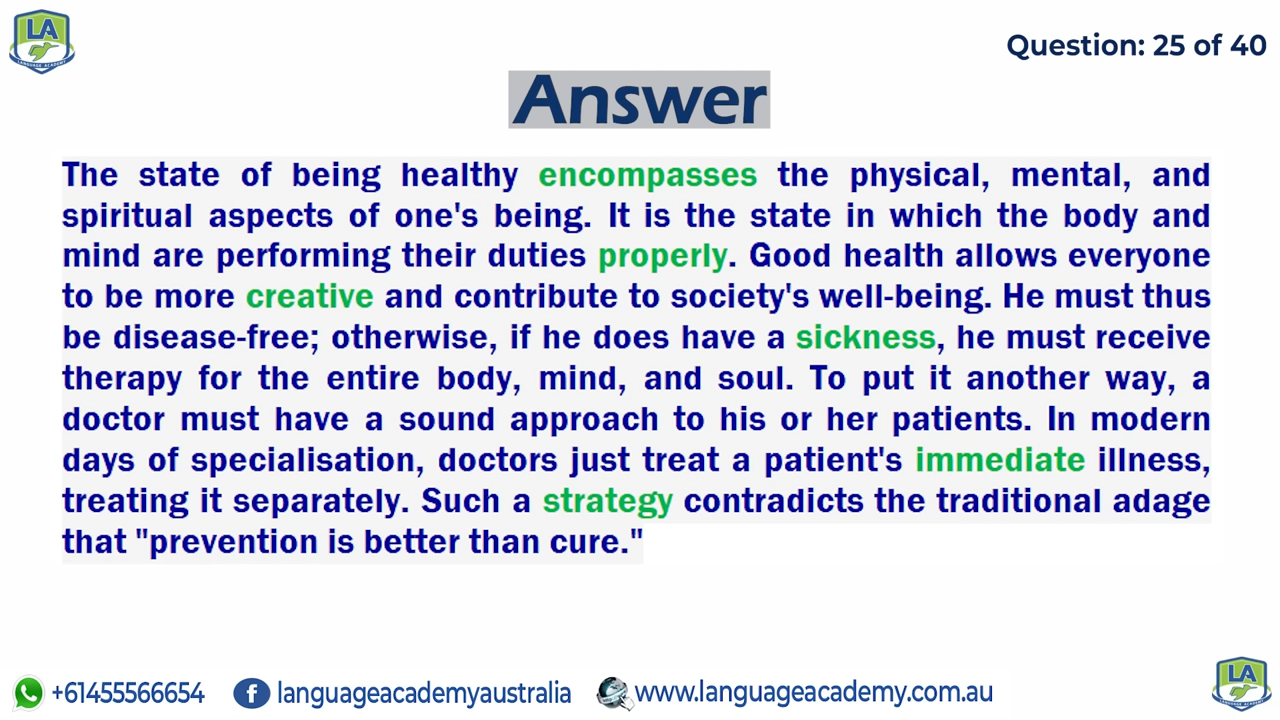 LA
LANGUAGE ACADEMY
Question: 25 of 40
Answer
The state of being healthy encompasses the physical, mental, and
spiritual aspects of one's being. It is the state in which the body and
mind are performing their duties properly. Good health allows everyone
to be more creative and contribute to society's well-being. He must thus
be disease-free; otherwise, if he does have a sickness, he must receive
therapy for the entire body, mind, and soul. To put it another way, a
doctor must have a sound approach to his or her patients. In modern
days of specialisation, doctors just treat a patient's immediate illness,
treating it separately. Such a strategy contradicts the traditional adage
that "prevention is better than cure."
+61455566654 languageacademyaustralia www.languageacademy.com.au
LA
LANGUAGE ACADEMY